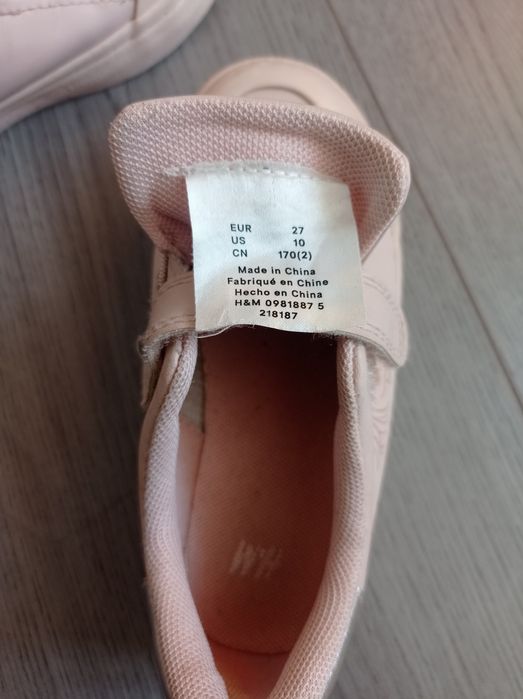 EUR 27
US 10
CN 170(2)
Made in China
Fabriqué en Chine
Hecho en China
H&M 0981887 5
218187
H&M